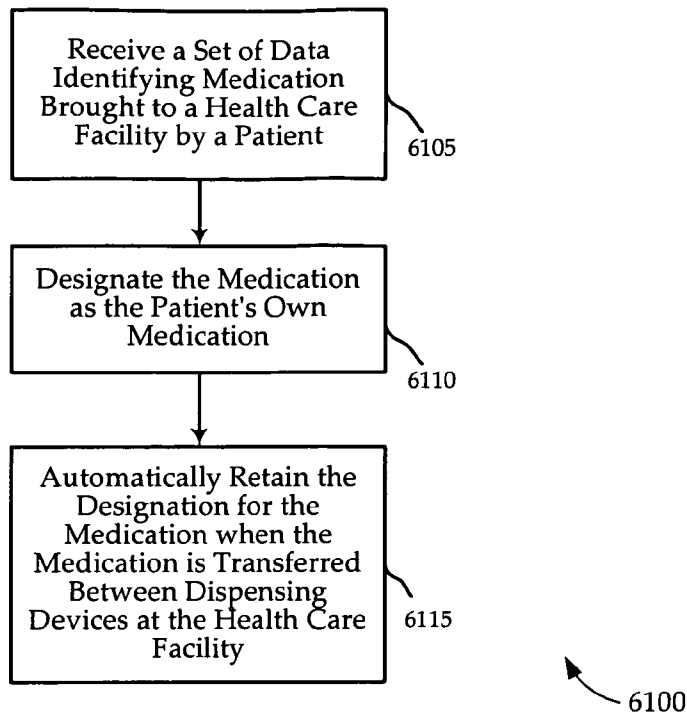 Receive a Set of Data
Identifying Medication
Brought to a Health Care
Facility by a Patient
6105
Designate the Medication
as the Patient's Own
Medication
6110
Automatically Retain the
Designation for the
Medication when the
Medication is Transferred
Between Dispensing
Devices at the Health Care
Facility
6115
6100